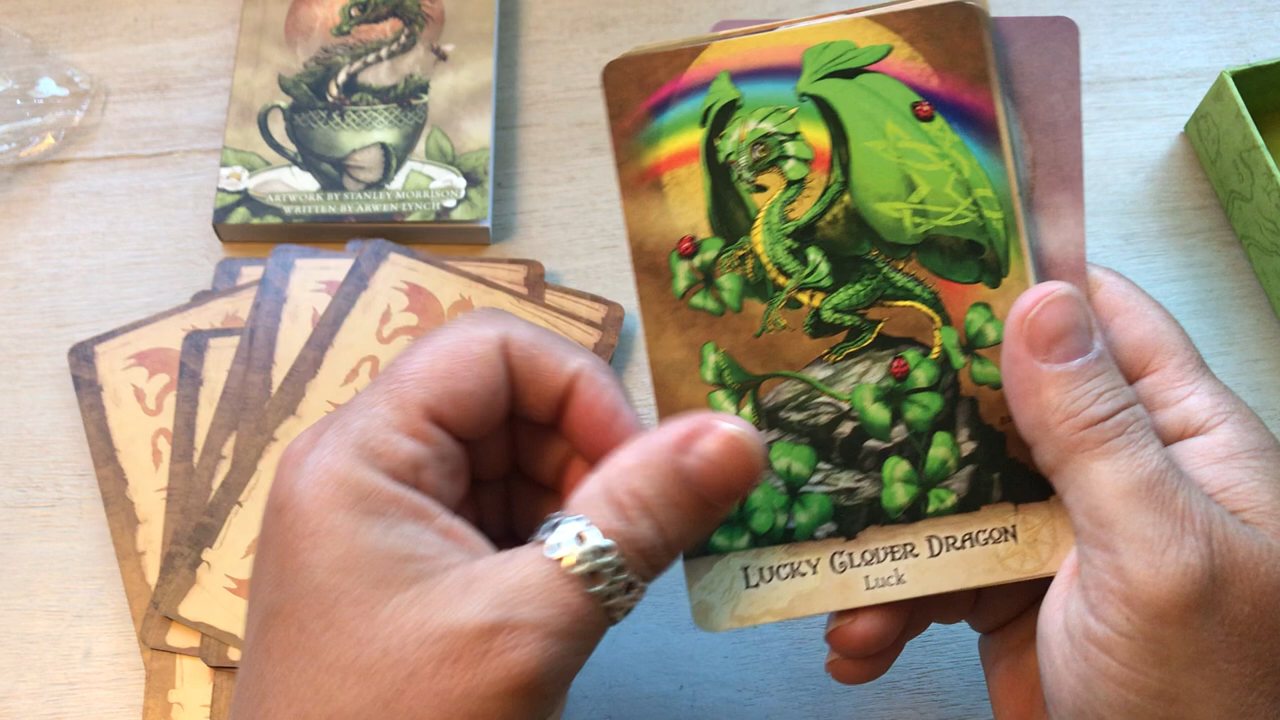 ARTWORK BY STANLEY MORRISON
WRITTEN BY ARWEN LYNCH
LUCKY CLOVER DRAGON
Luck